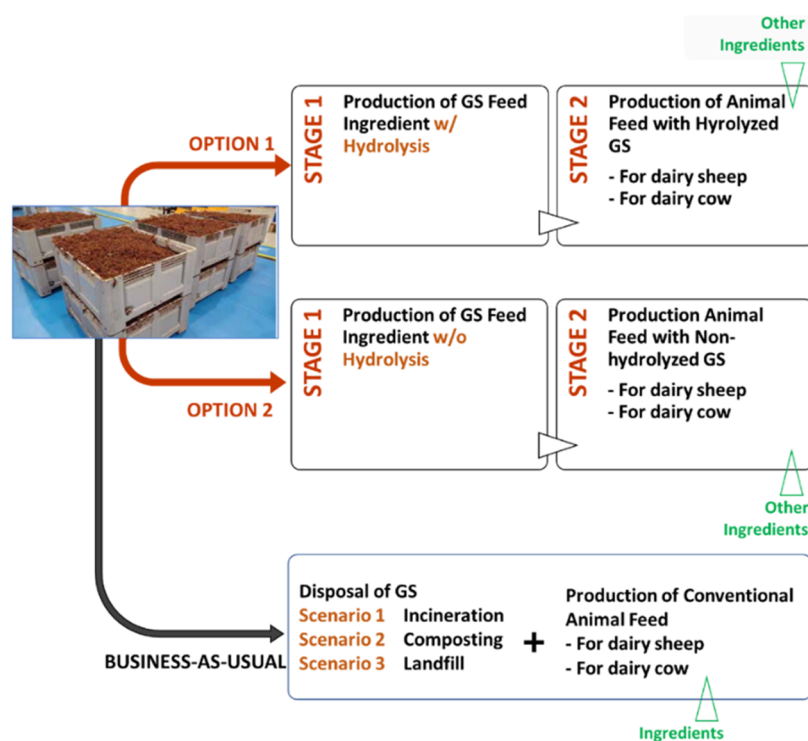 Other
Ingredients
OPTION 1
STAGE 1
Production of GS Feed
Ingredient w/
Hydrolysis
STAGE 2
Production of Animal
Feed with Hyrolyzed
GS
- For dairy sheep
- For dairy cow
OPTION 2
STAGE 1
Production of GS Feed
Ingredient w/o
Hydrolysis
STAGE 2
Production Animal
Feed with Non-
hydrolyzed GS
- For dairy sheep
- For dairy cow
Other
Ingredients
BUSINESS-AS-USUAL
Disposal of GS
Scenario 1 Incineration
Scenario 2 Composting
Scenario 3 Landfill
+
Production of Conventional
Animal Feed
- For dairy sheep
- For dairy cow
Ingredients